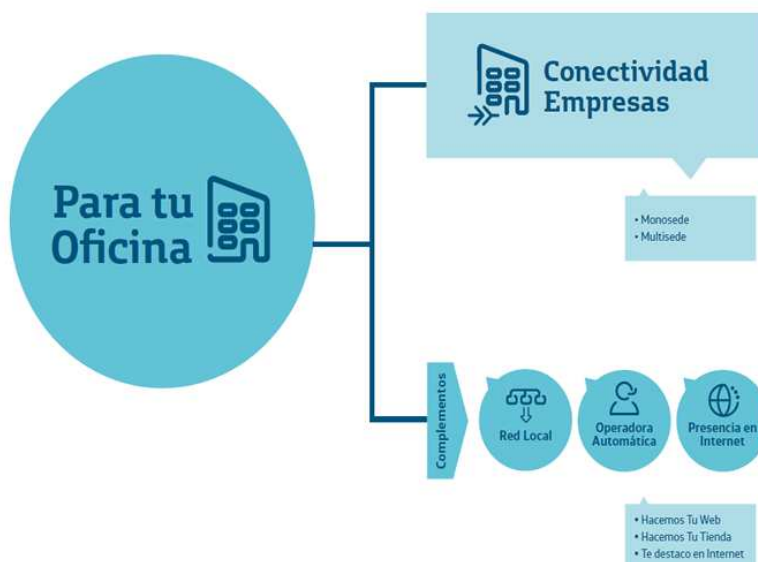 Para tu
Oficina
Conectividad
Empresas
• Monosede
• Multisede
Complementos
Red Local
Operadora
Automática
Presencia en
Internet
• Hacemos Tu Web
• Hacemos Tu Tienda
• Te destaco en Internet